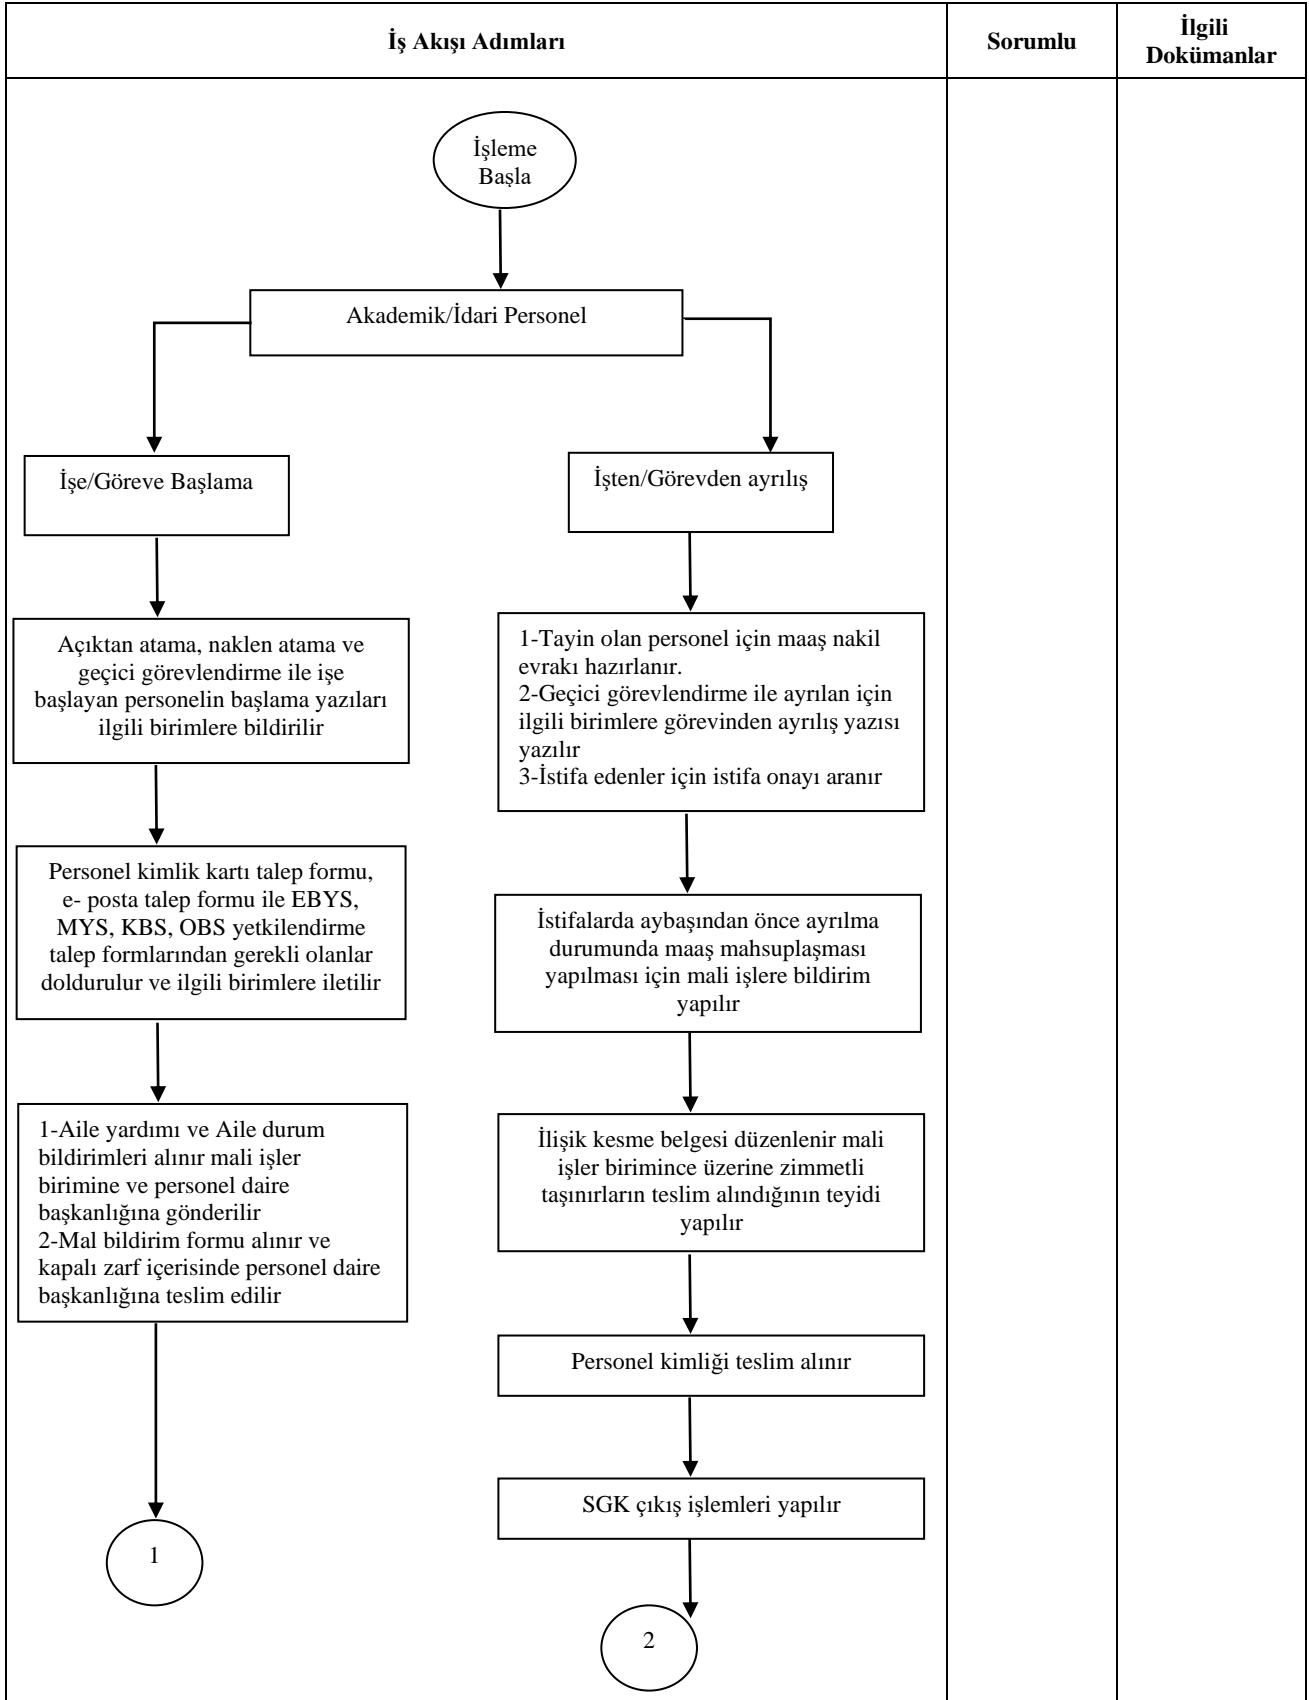 İş Akışı Adımları
Sorumlu
İlgili
Dokümanlar
İşleme
Başla
Akademik/İdari Personel
İşe/Göreve Başlama
Açıktan atama, naklen atama ve
geçici görevlendirme ile işe
başlayan personelin başlama yazıları
ilgili birimlere bildirilir
Personel kimlik kartı talep formu,
e- posta talep formu ile EBYS,
MYS, KBS, OBS yetkilendirme
talep formlarından gerekli olanlar
doldurulur ve ilgili birimlere iletilir
1-Aile yardımı ve Aile durum
bildirimleri alınır mali işler
birimine ve personel daire
başkanlığına gönderilir
2-Mal bildirim formu alınır ve
kapalı zarf içerisinde personel daire
başkanlığına teslim edilir
1
İşten/Görevden ayrılış
1-Tayin olan personel için maaş nakil
evrakı hazırlanır.
2-Geçici görevlendirme ile ayrılan için
ilgili birimlere görevinden ayrılış yazısı
yazılır
3-İstifa edenler için istifa onayı aranır
İstifalarda aybaşından önce ayrılma
durumunda maaş mahsuplaşması
yapılması için mali işlere bildirim
yapılır
İlişik kesme belgesi düzenlenir mali
işler birimince üzerine zimmetli
taşınırların teslim alındığının teyidi
yapılır
Personel kimliği teslim alınır
SGK çıkış işlemleri yapılır
2